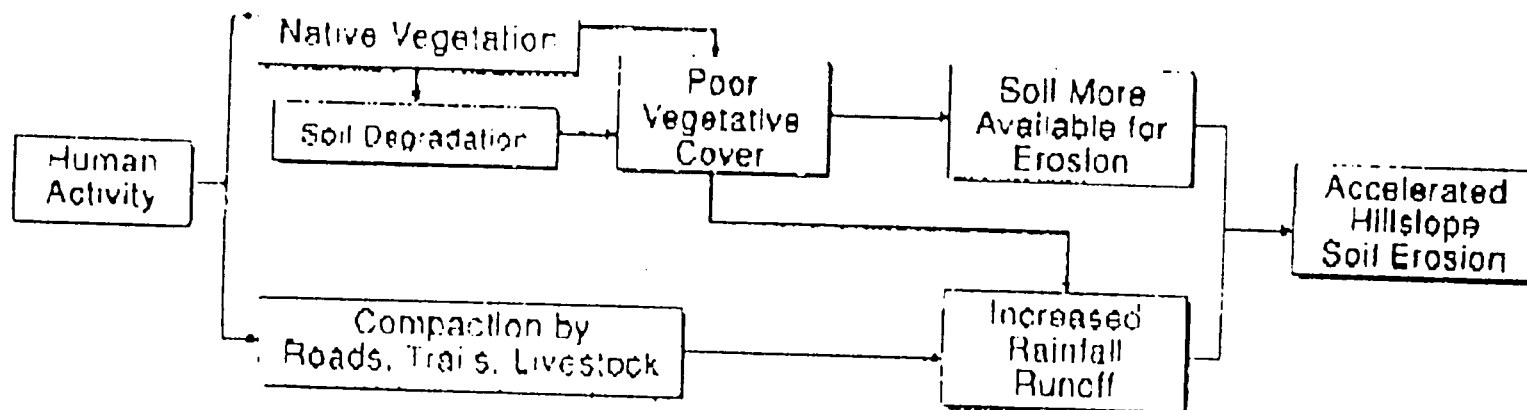 Native Vegetation
Soil Degradation
Poor
Vegetative
Cover
Soil More
Available for
Erosion
Human
Activity
Accelerated
Hillslope
Soil Erosion
Compaction by
Roads, Trails, Livestock
Increased
Rainfall
Runoff